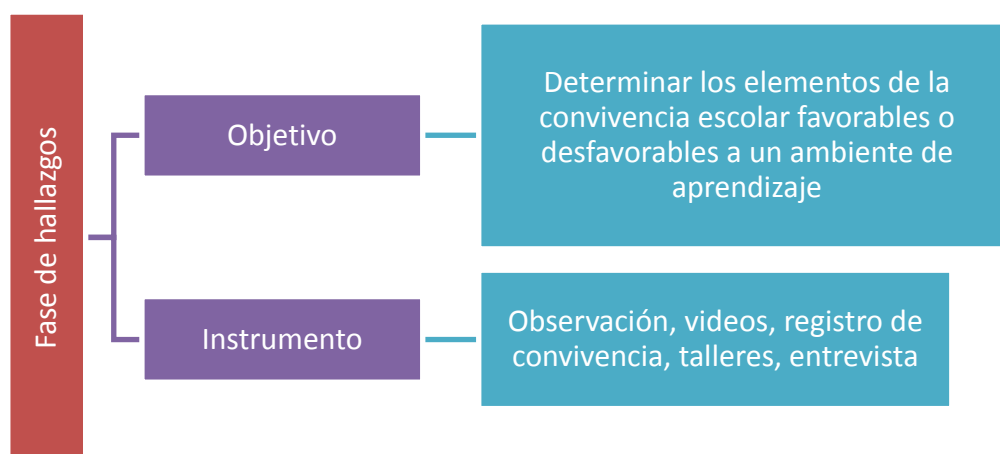 Fase de hallazgos
Objetivo
Determinar los elementos de la
convivencia escolar favorables o
desfavorables a un ambiente de
aprendizaje
Instrumento
Observación, videos, registro de
convivencia, talleres, entrevista